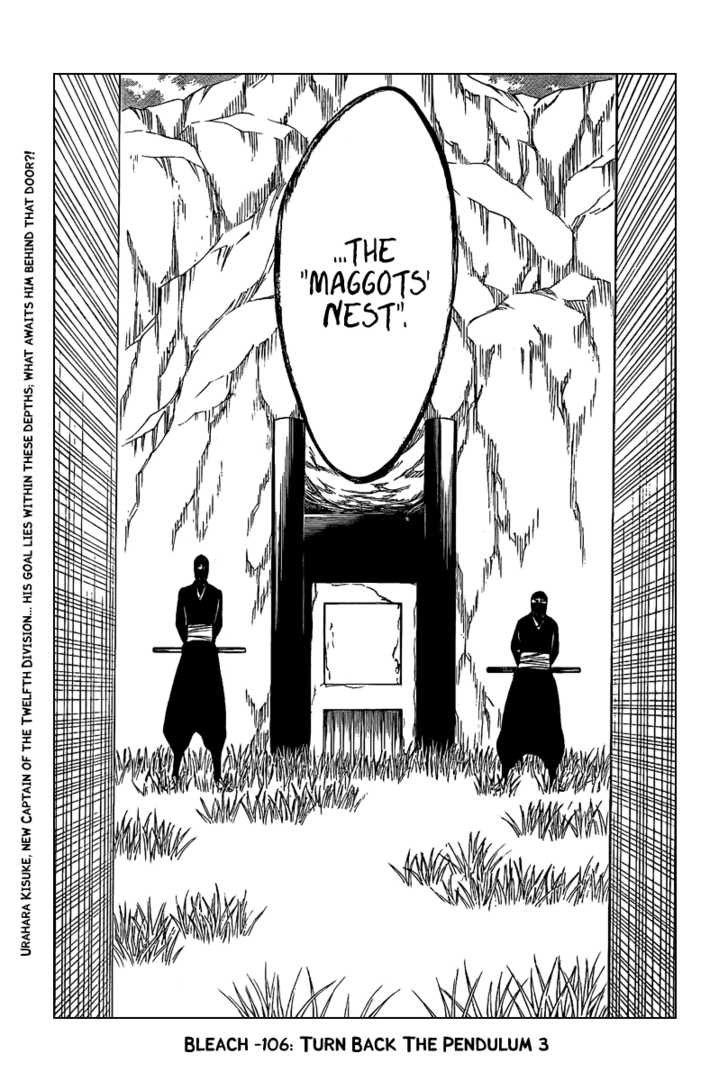 ...THE
"MAGGOTS'
NEST".
URAHARA KISUKE, NEW CAPTAIN OF THE TWELFTH DIVISION... HIS GOAL LIES WITHIN THESE DEPTHS; WHAT AWAITS HIM BEHIND THAT DOOR?!
BLEACH -106: TURN BACK THE PENDULUM 3